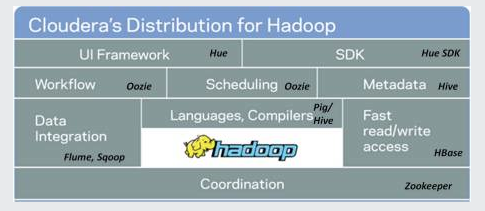 Cloudera's Distribution for Hadoop
UI Framework Hue SDK Hue SDK
Workflow Oozie Scheduling Oozie Metadata Hive
Data
Integration
Flume, Sqoop
Languages, Compilers Pig/
Hive
hadoop
Fast
read/write
access
HBase
Coordination Zookeeper